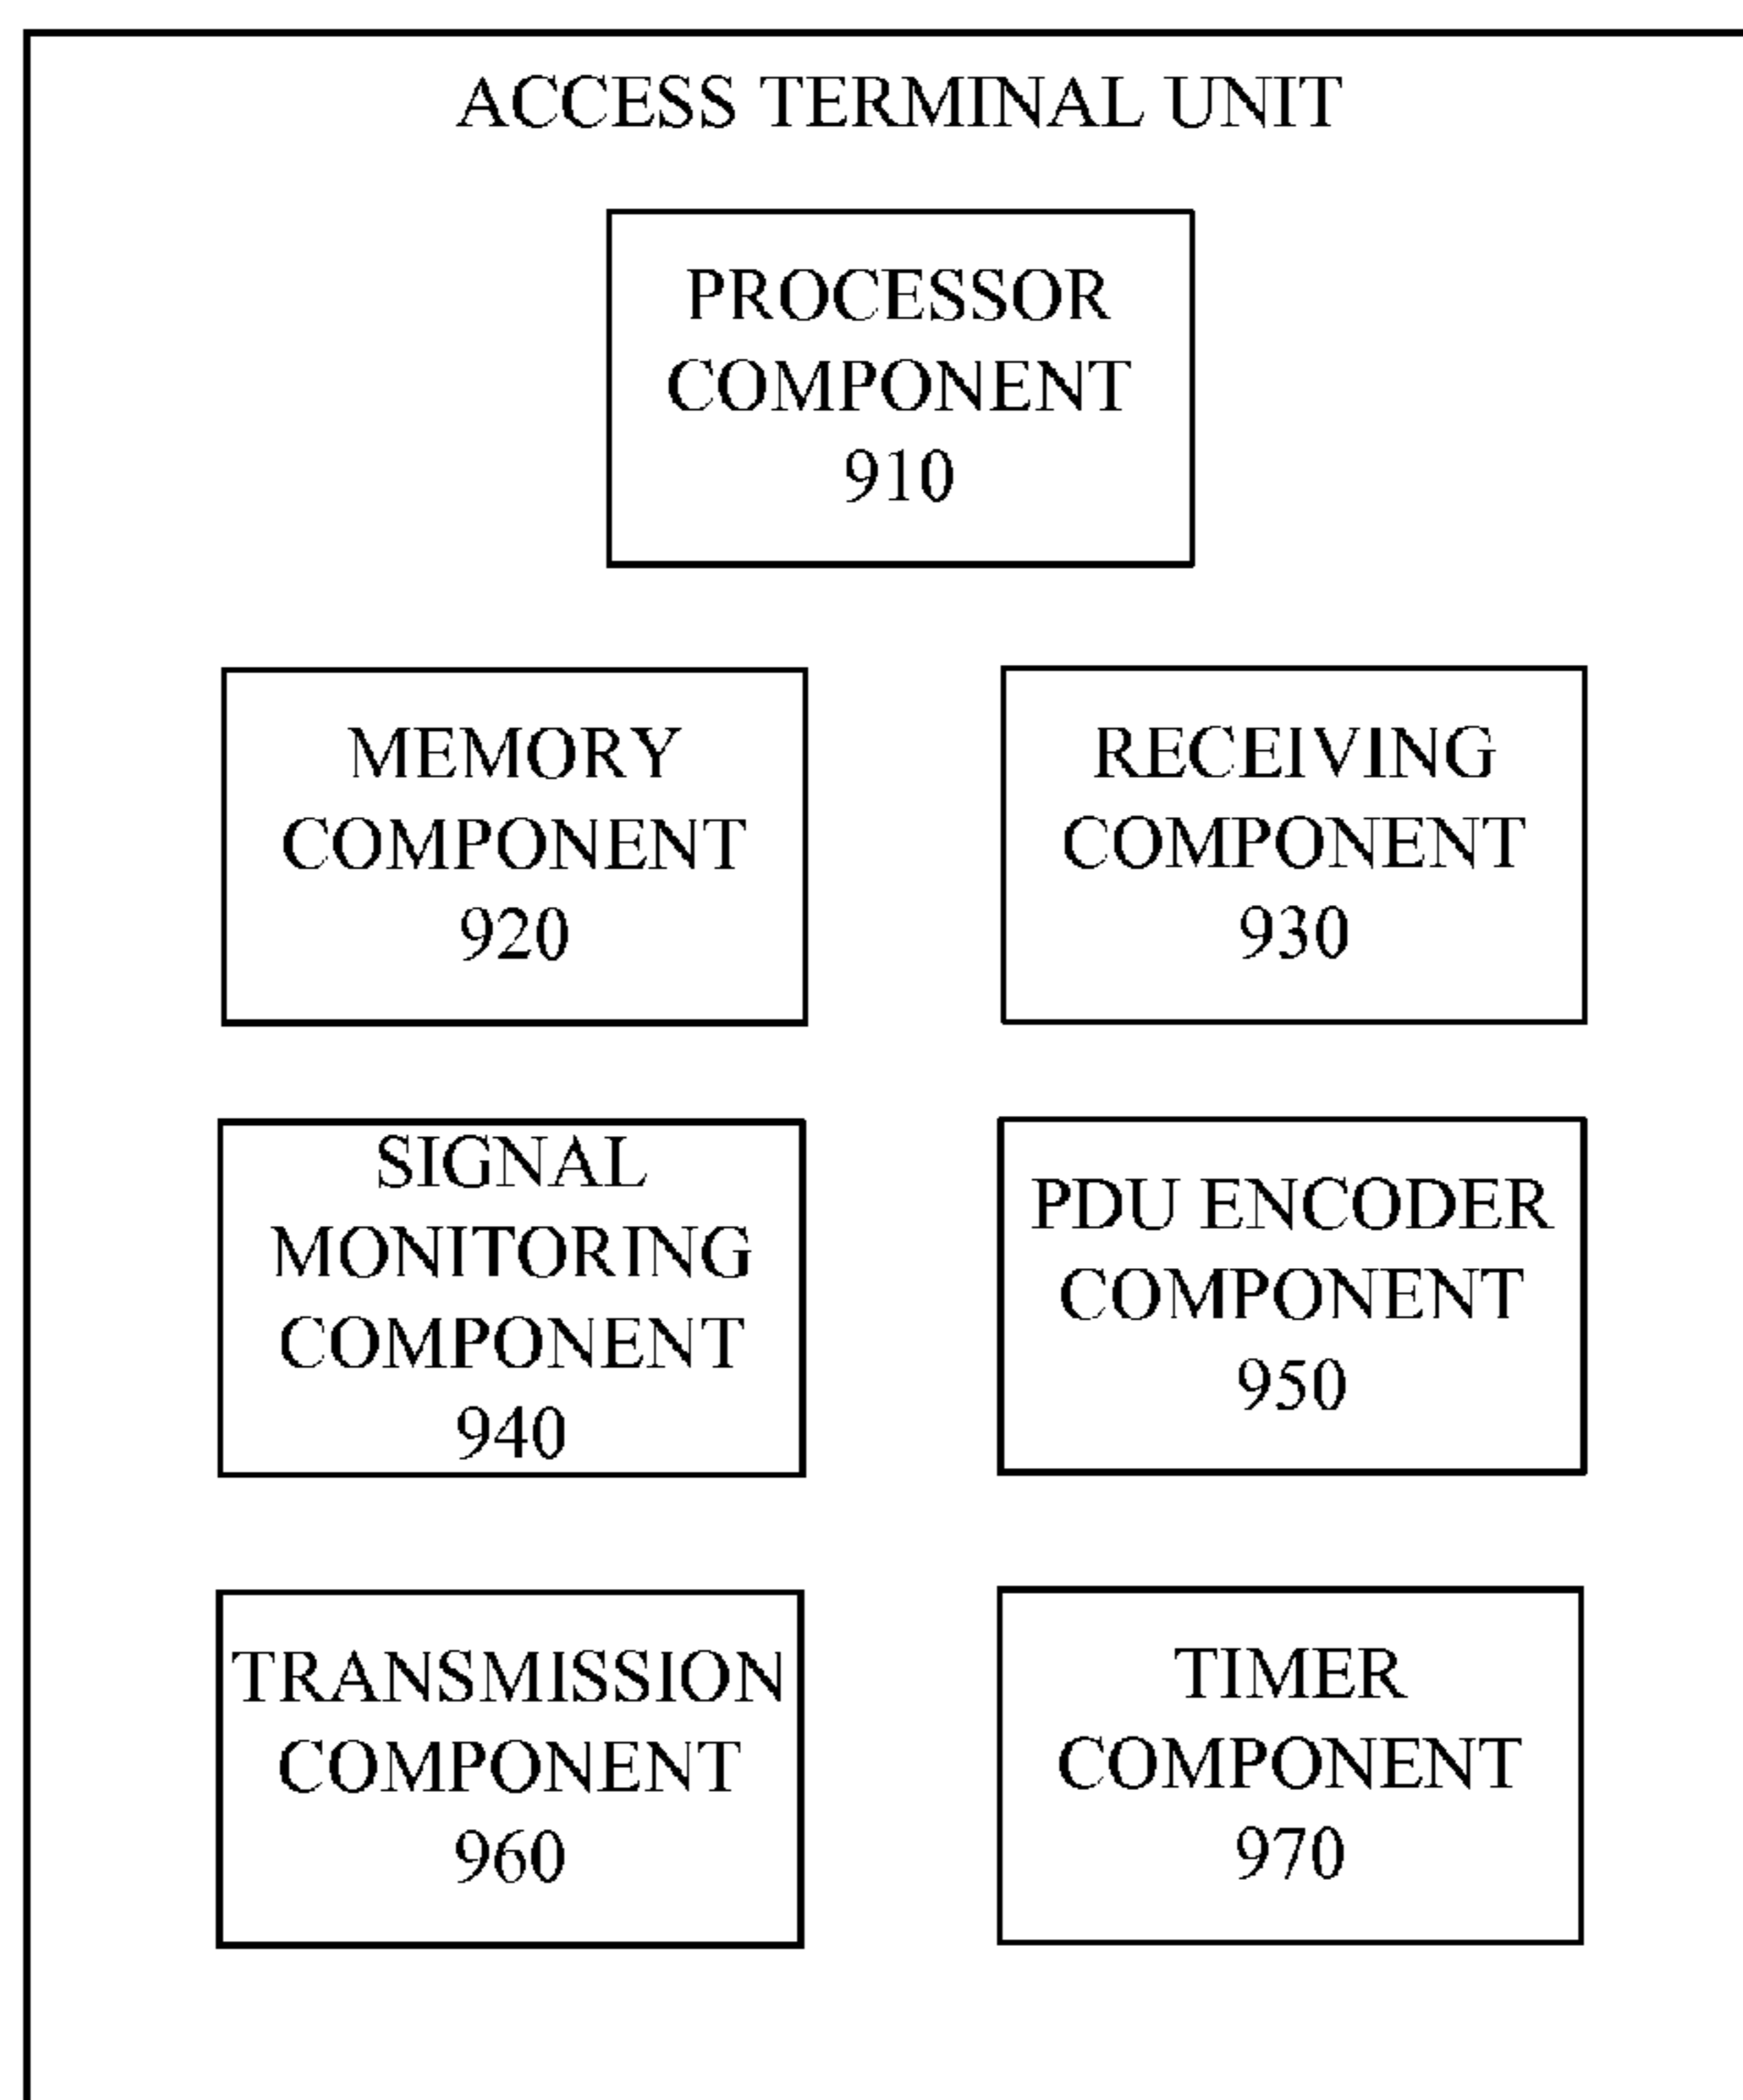 ACCESS TERMINAL UNIT
PROCESSOR
COMPONENT
910
MEMORY
COMPONENT
920
RECEIVING
COMPONENT
930
SIGNAL
MONITORING
COMPONENT
940
PDU ENCODER
COMPONENT
950
TRANSMISSION
COMPONENT
960
TIMER
COMPONENT
970